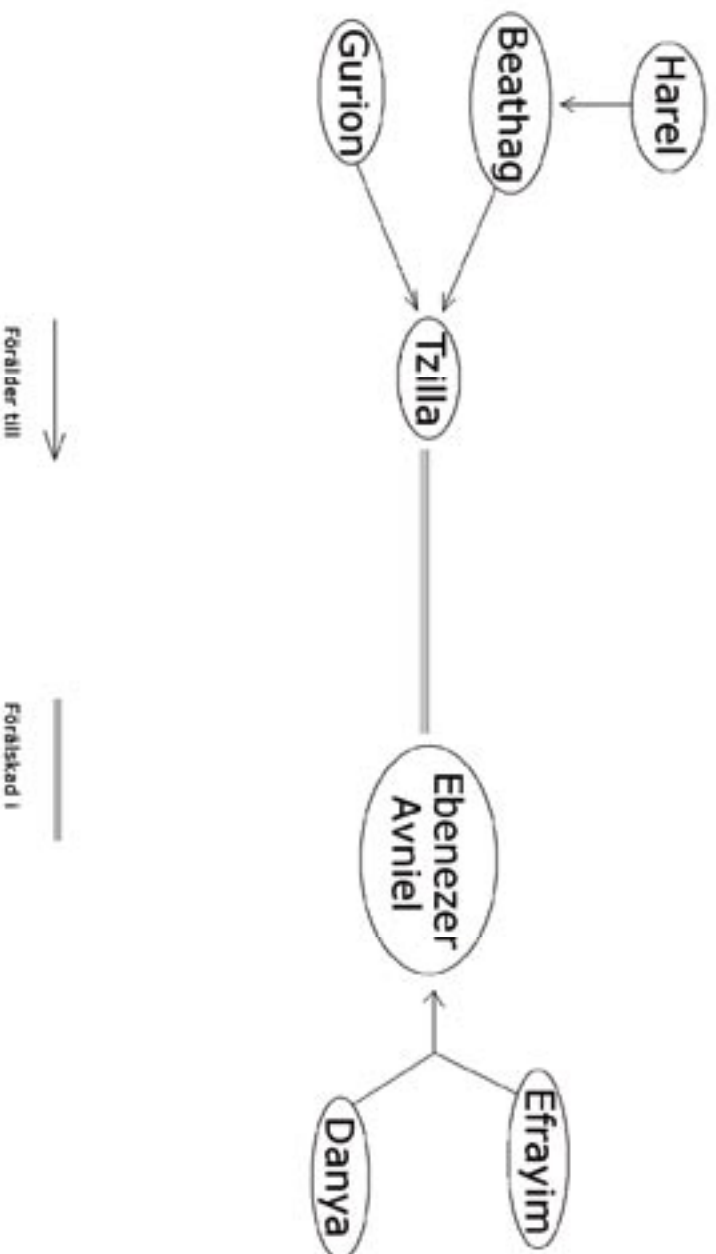 Harel
Beathag
Gurion
Tzilla
Ebenezer
Avniel
Efrayim
Danya
Förälder till
Förälskad i